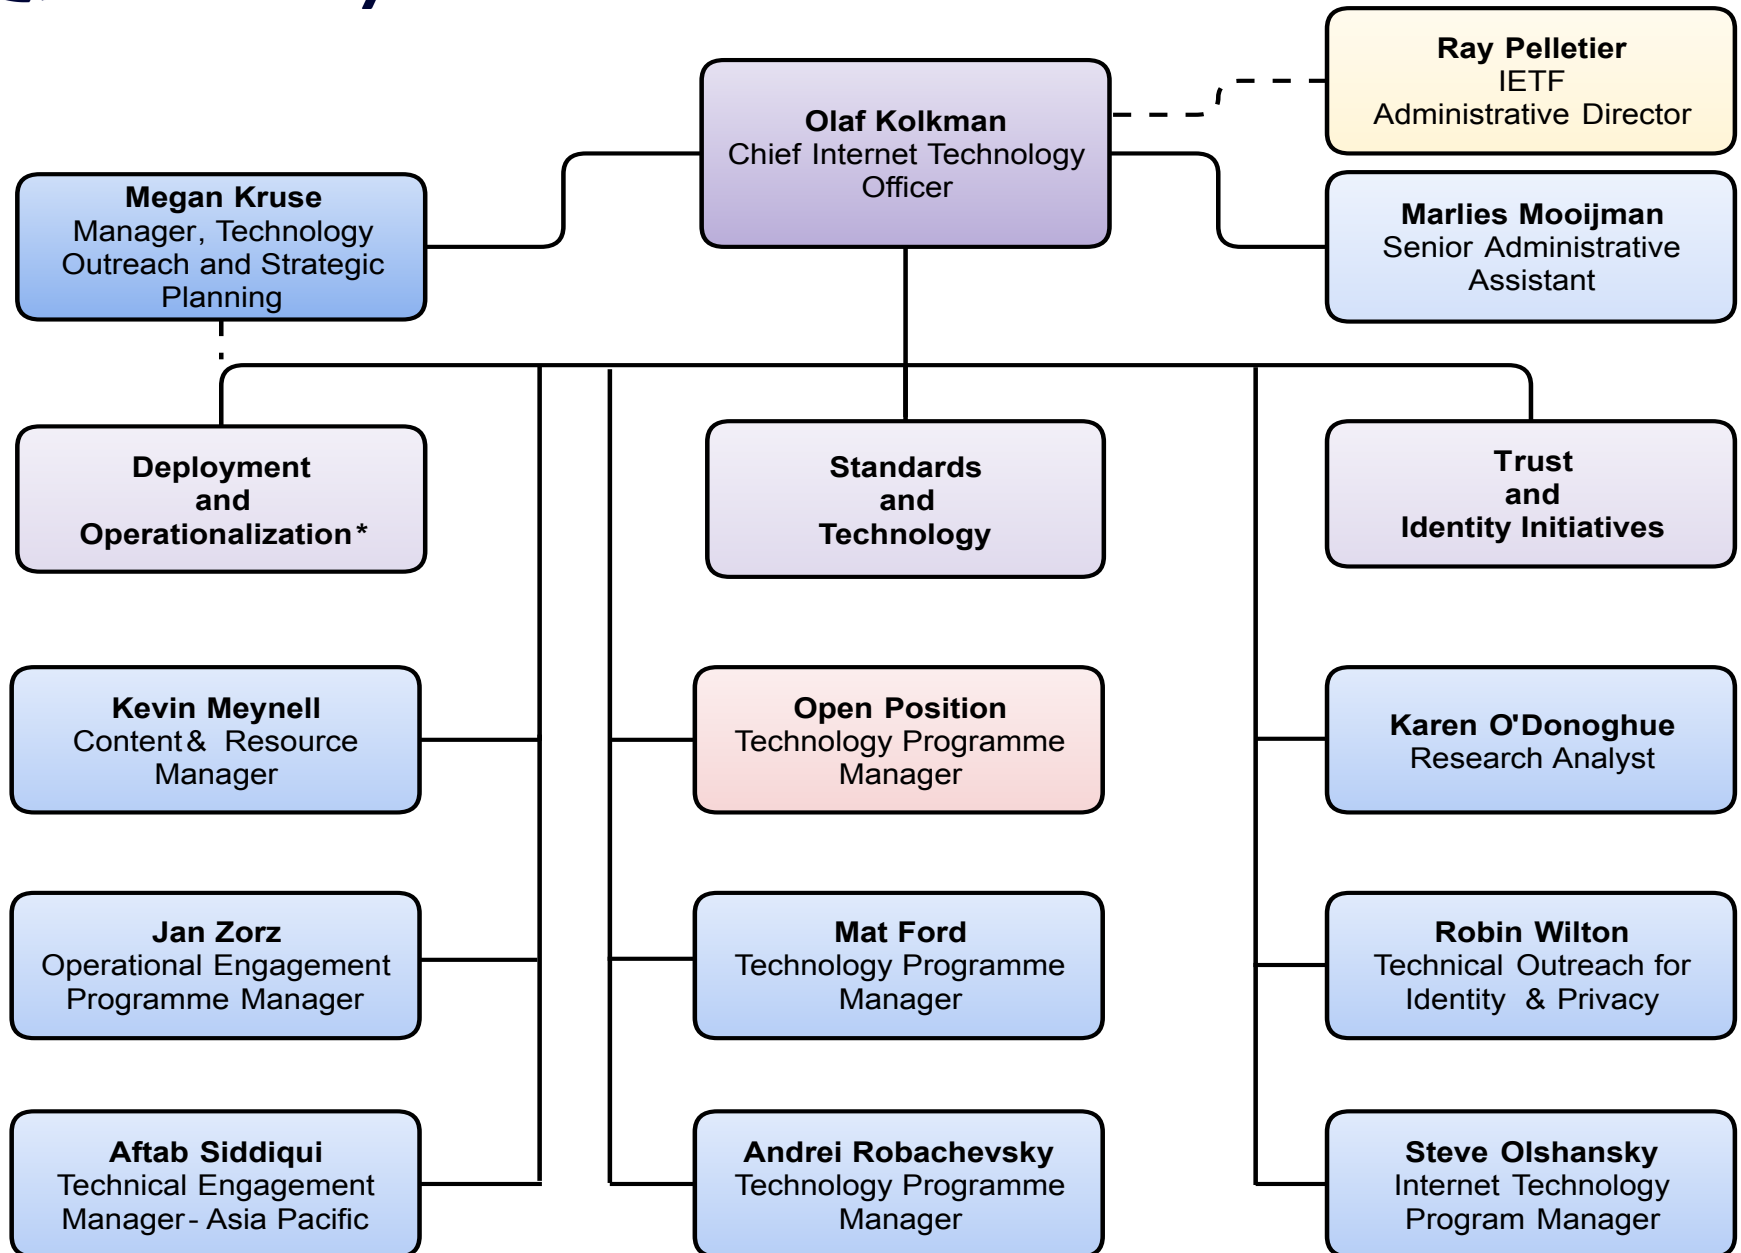 Ray Pelletier
IETF
Administrative Director
Olaf Kolkman
Chief Internet Technology
Officer
Megan Kruse
Manager, Technology
Outreach and Strategic
Planning
Marlies Mooijman
Senior Administrative
Assistant
Deployment
and
Operationalization*
Standards
and
Technology
Trust
and
Identity Initiatives
Kevin Meynell
Content & Resource
Manager
Open Position
Technology Programme
Manager
Karen O'Donoghue
Research Analyst
Jan Zorz
Operational Engagement
Programme Manager
Mat Ford
Technology Programme
Manager
Robin Wilton
Technical Outreach for
Identity & Privacy
Aftab Siddiqui
Technical Engagement
Manager - Asia Pacific
Andrei Robachevsky
Technology Programme
Manager
Steve Olshansky
Internet Technology
Program Manager